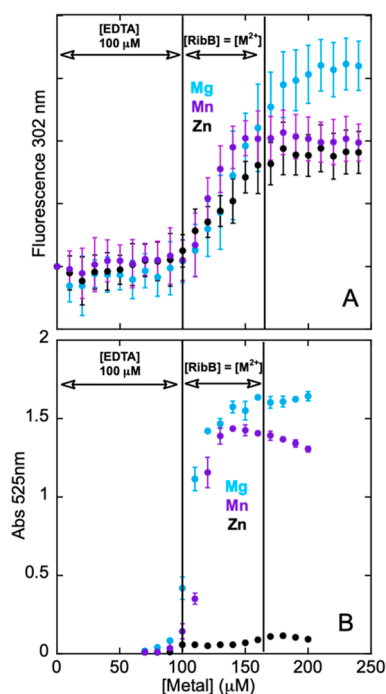 [EDTA]
100 μM
[RibB] = [M²⁺]
Mg
Mn
Zn
Fluorescence 302 nm
A
2
[EDTA]
100 μM
[RibB] = [M²⁺]
1.5
Abs 525nm
1
Mg
Mn
Zn
0.5
B
0
0 50 100 150 200 250
[Metal] (μM)